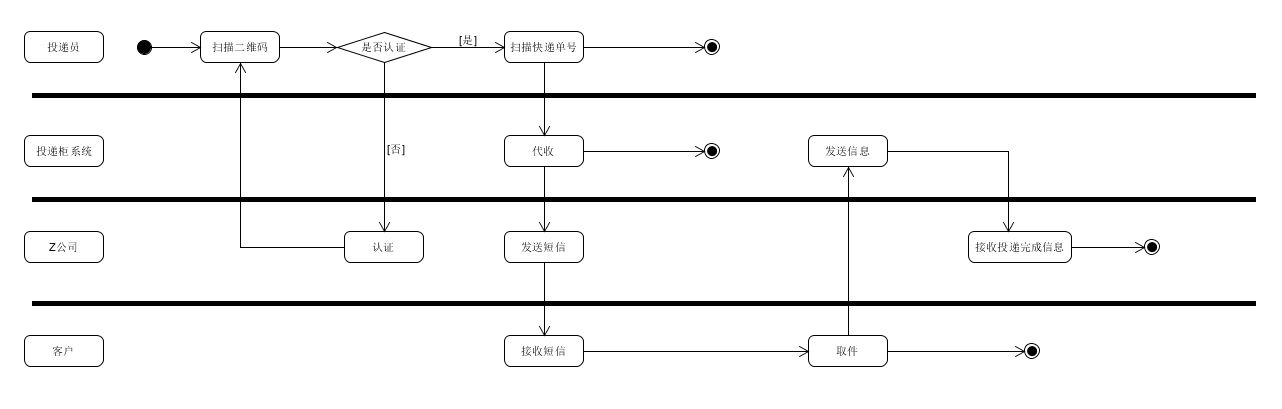 投递员
扫描二维码
是否认证
[是]
扫描快递单号
投递柜系统
[否]
代收
发送信息
Z公司
认证
发送短信
接收投递完成信息
客户
接收短信
取件